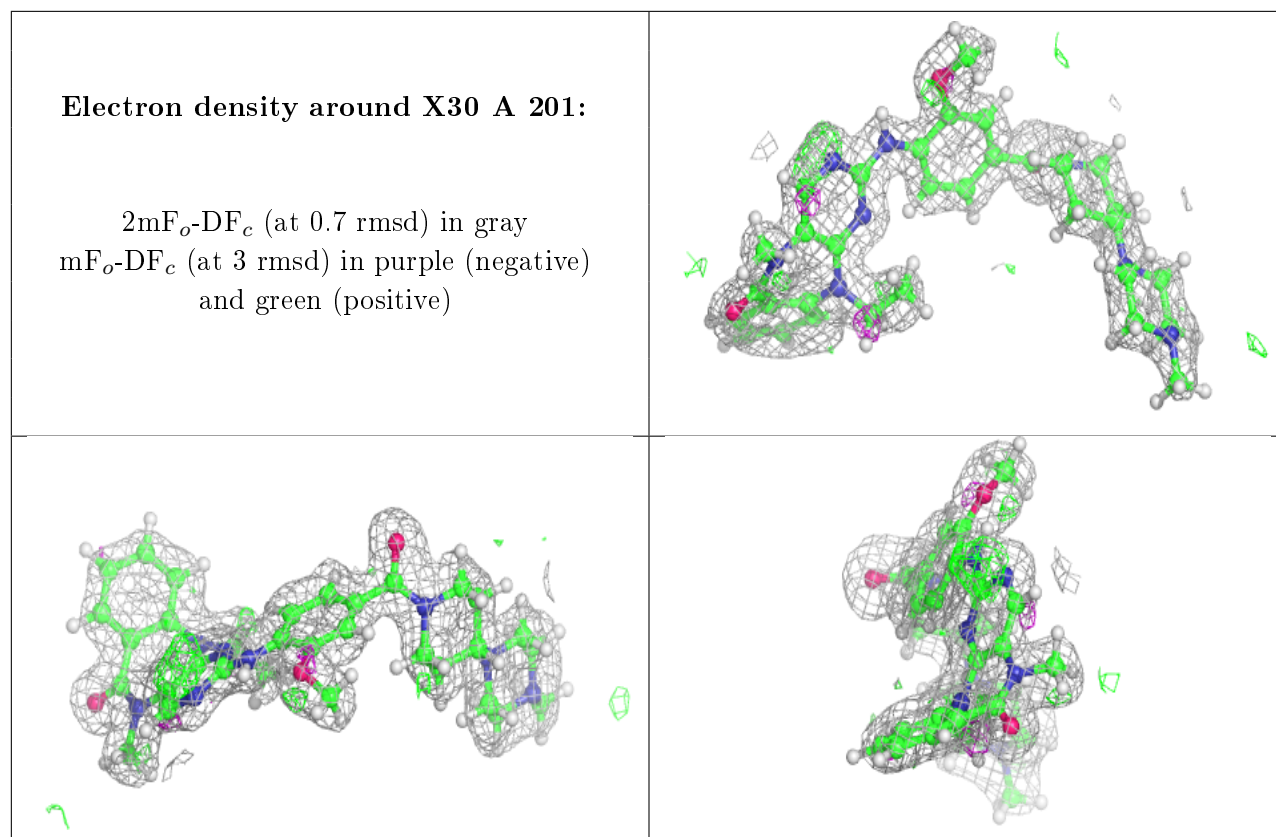 Electron density around X30 A 201:
2mFo-DFc (at 0.7 rmsd) in gray
mFo-DFc (at 3 rmsd) in purple (negative)
and green (positive)